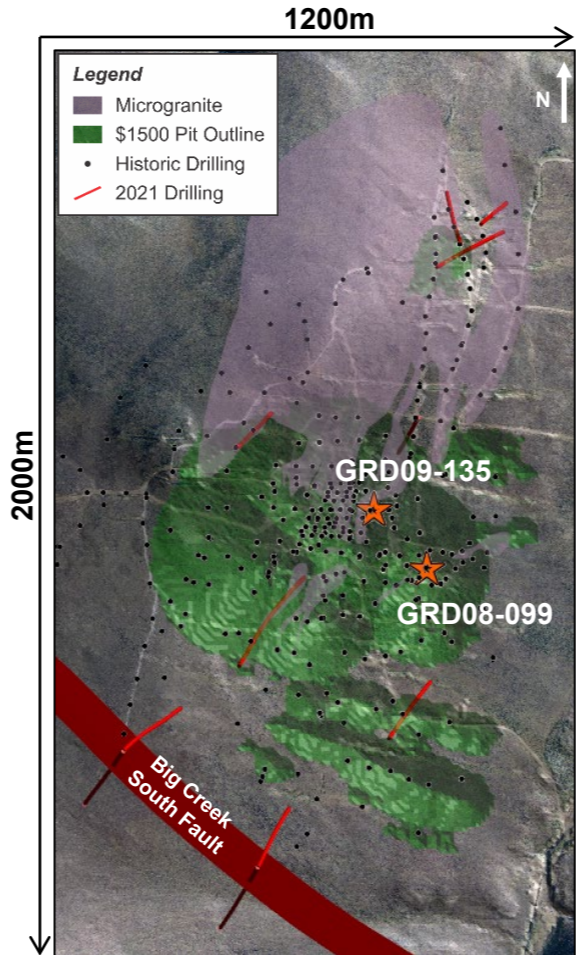 1200m
Legend
Microgranite
$1500 Pit Outline
Historic Drilling
2021 Drilling
N
2000m
GRD09-135
GRD08-099
Big Creek
South Fault